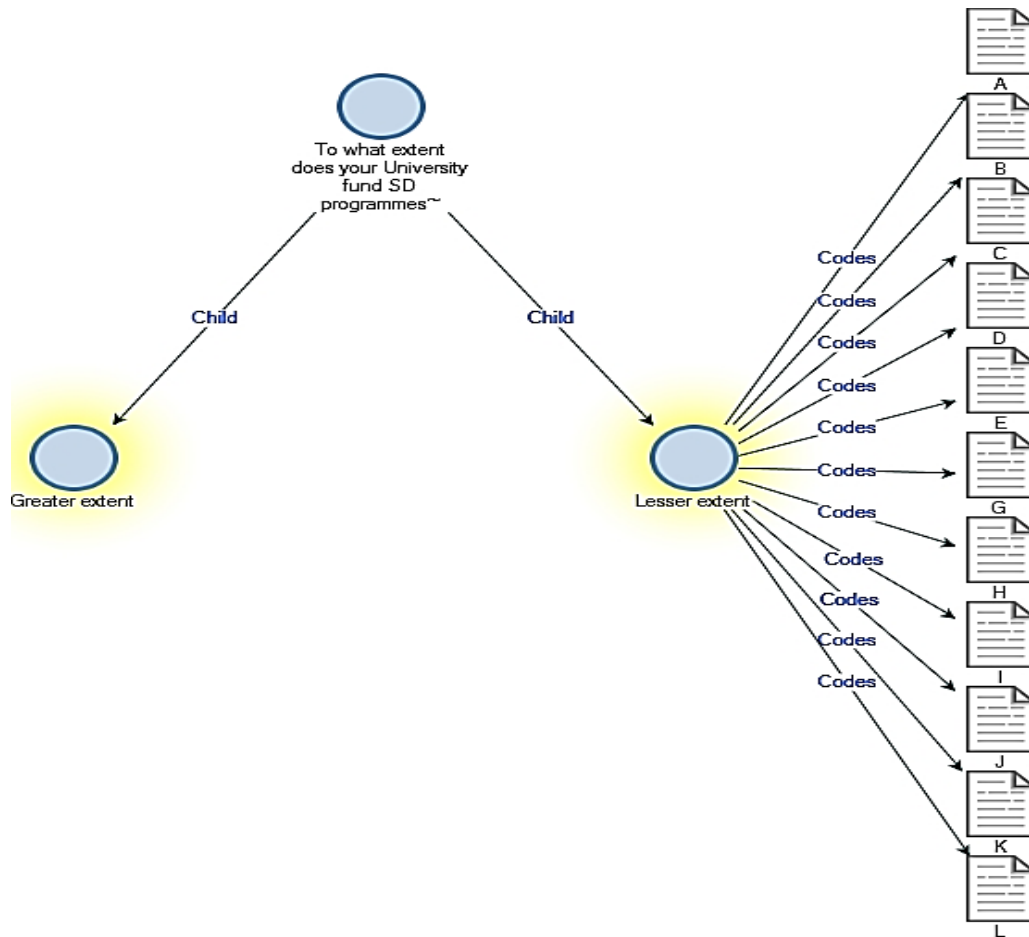 To what extent
does your University
fund SD
programmes~
Child
Child
Greater extent
Lesser extent
Codes
Codes
Codes
Codes
Codes
Codes
Codes
Codes
Codes
Codes
Codes
A
B
C
D
E
G
H
I
J
K
L